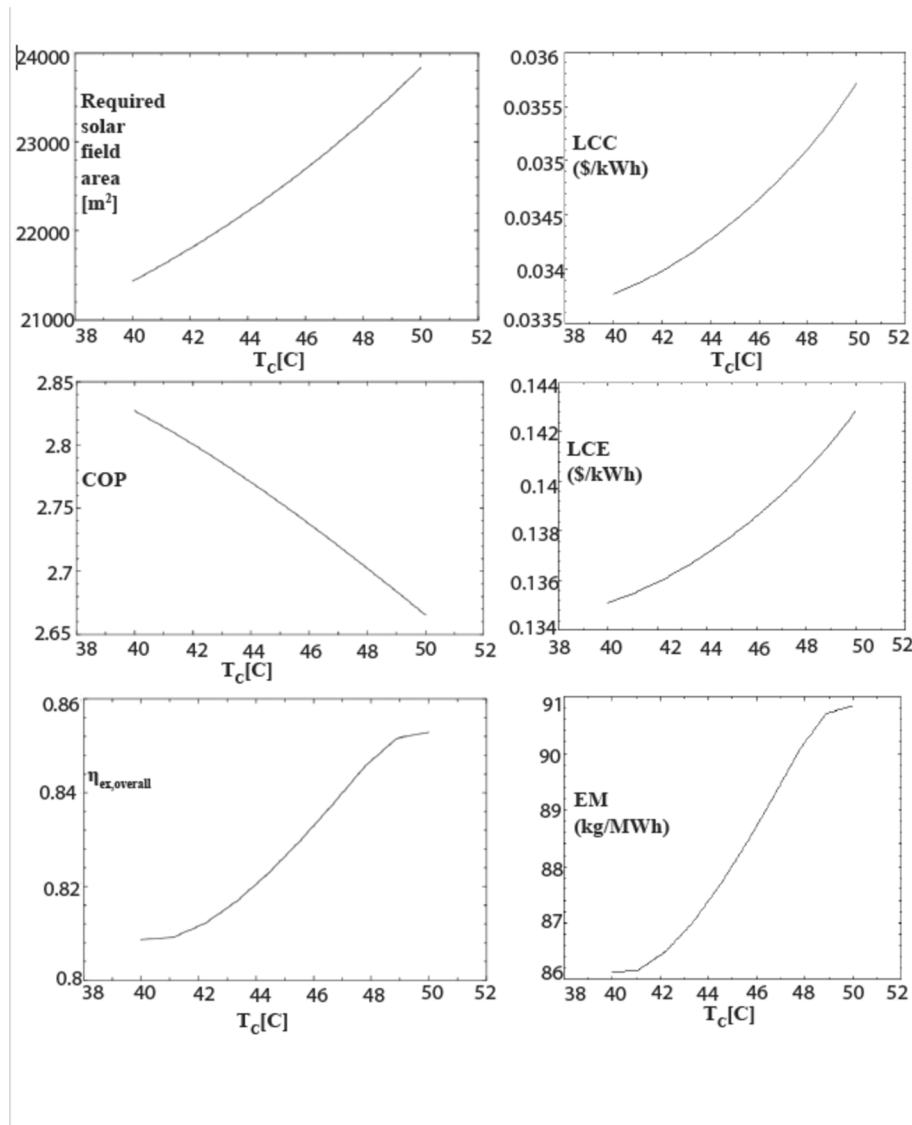 24000
23000
22000
21000
Required
solar
field
area
[m²]
38 40 42 44 46 48 50 52
T_C[C]
0.036
0.0355
0.035
0.0345
0.034
0.0335
LCC
($/kWh)
38 40 42 44 46 48 50 52
T_C[C]
2.85
2.8
2.75
2.7
2.65
COP
38 40 42 44 46 48 50 52
T_C[C]
0.144
0.142
0.14
0.138
0.136
0.134
LCE
($/kWh)
38 40 42 44 46 48 50 52
0.86
0.84
0.82
0.8
η_ex,overall
38 40 42 44 46 48 50 52
T_C[C]
91
90
89
88
87
86
EM
(kg/MWh)
38 40 42 44 46 48 50 52
T_C[C]